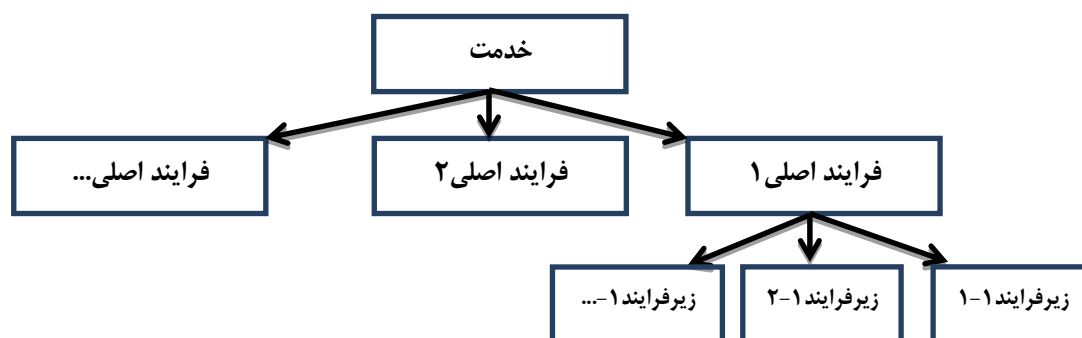 خدمت
فرایند اصلی۱
فرایند اصلی۲
فرایند اصلی...
زیرفرایند۱-۱
زیرفرایند۱-۲
زیرفرایند۱-...